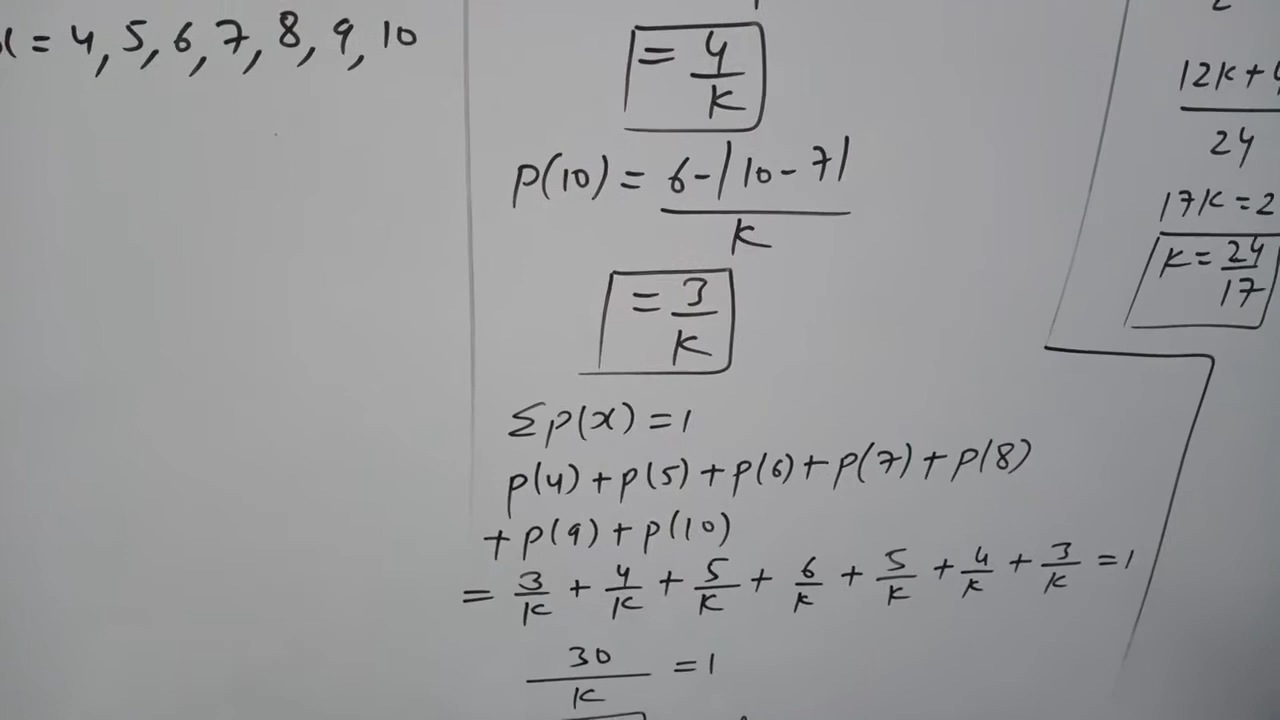 x = 4, 5, 6, 7, 8, 9, 10
= 4/k
p(10) = 6-|10-7|/k
= 3/k
Σp(x) = 1
p(4)+p(5)+p(6)+p(7)+p(8)
+p(9)+p(10)
= 3/k + 4/k + 5/k + 6/k + 5/k + 4/k + 3/k = 1
30/k = 1
12k+
24
17k = 2
k = 24/17